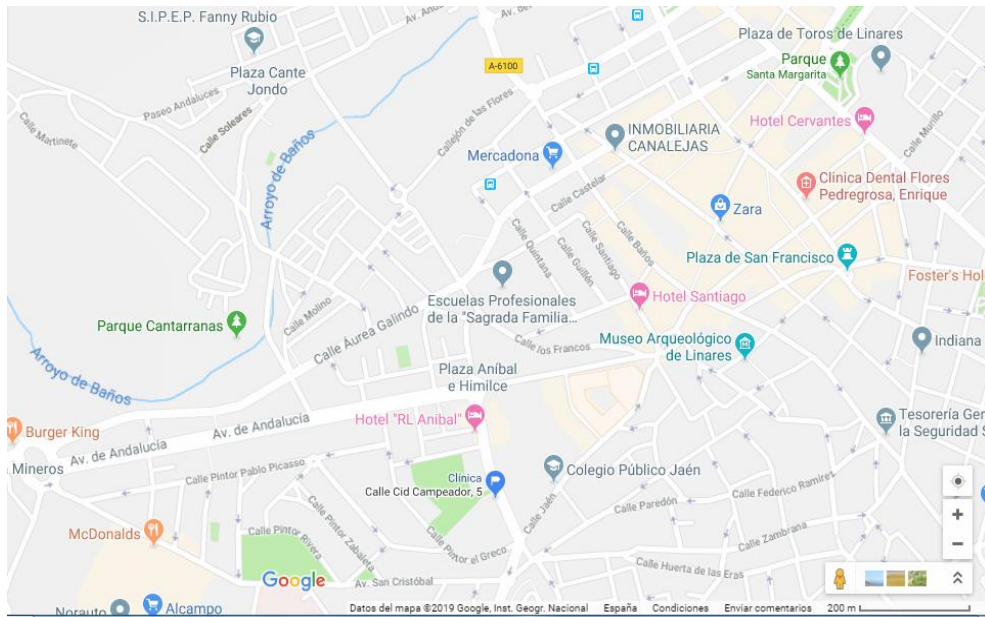 S.I.P.E.P. Fanny Rubio
Av. de
Av. Be
Plaza de Toros de Linares
Parque
Santa Margarita
A-6100
Plaza Cante
Jondo
Paseo Andaluces
Calle Soleares
Calle Martinete
Callejón de las Flores
Arroyo de Baños
Hotel Cervantes
Calle Murillo
INMOBILIARIA
CANALEJAS
Mercadona
Clinica Dental Flores
Pedregrosa, Enrique
Calle Castelar
Zara
Calle Quintana
Calle Guillén
Calle Santiago
Calle Baños
Plaza de San Francisco
Foster's Hol
Escuelas Profesionales
de la "Sagrada Familia...
Hotel Santiago
Calle Molino
Parque Cantarranas
Calle Áurea Galindo
Calle los Francos
Museo Arqueológico
de Linares
Indiana
Arroyo de Baños
Plaza Aníbal
e Himilce
Hotel "RL Anibal"
Av. de Andalucía
Burger King
Av. de Andalucía
a Mineros
Tesorería Ger
la Seguridad S
Calle Pintor Pablo Picasso
Clínica
Calle Cid Campeador, 5
Colegio Público Jaén
Calle Federico Ramírez
Calle Paredón
Calle Jaén
McDonalds
Calle Pintor Rivera
Calle Pintor Zabaleta
Calle Pintor el Greco
Calle Zambrana
Calle Huerta de las Eras
Google
Av. San Cristóbal
Norauto
Alcampo
Datos del mapa ©2019 Google, Inst. Geogr. Nacional España Condiciones Enviar comentarios 200 m